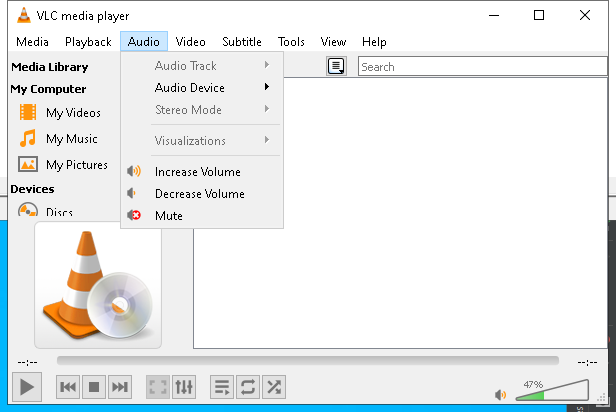 VLC media player
Media Playback Audio Video Subtitle Tools View Help
Media Library
Search
My Computer
My Videos
My Music
My Pictures
Devices
Discs
Audio Track
Audio Device
Stereo Mode
Visualizations
Increase Volume
Decrease Volume
Mute
--:--
--:--
47%